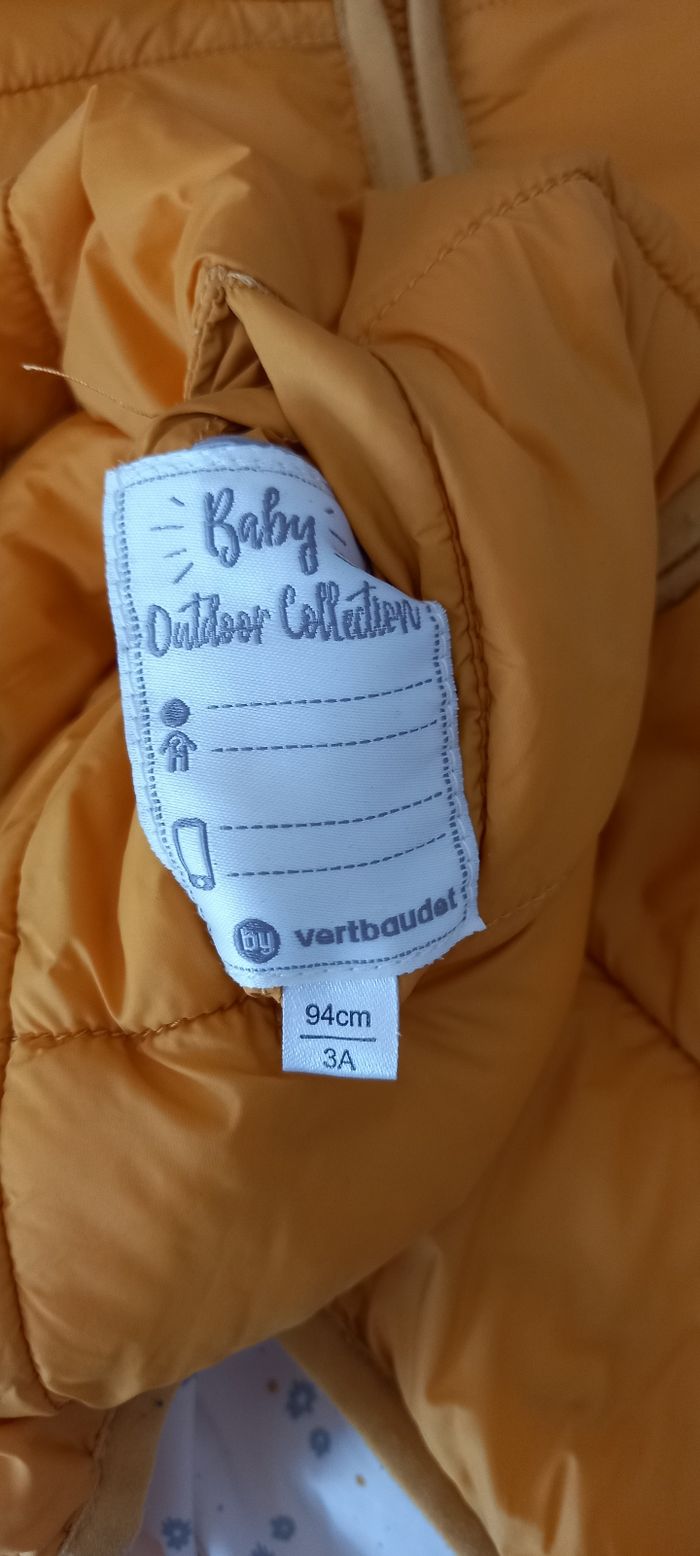 Baby
Outdoor Collection
by vertbaudet
94cm
3A